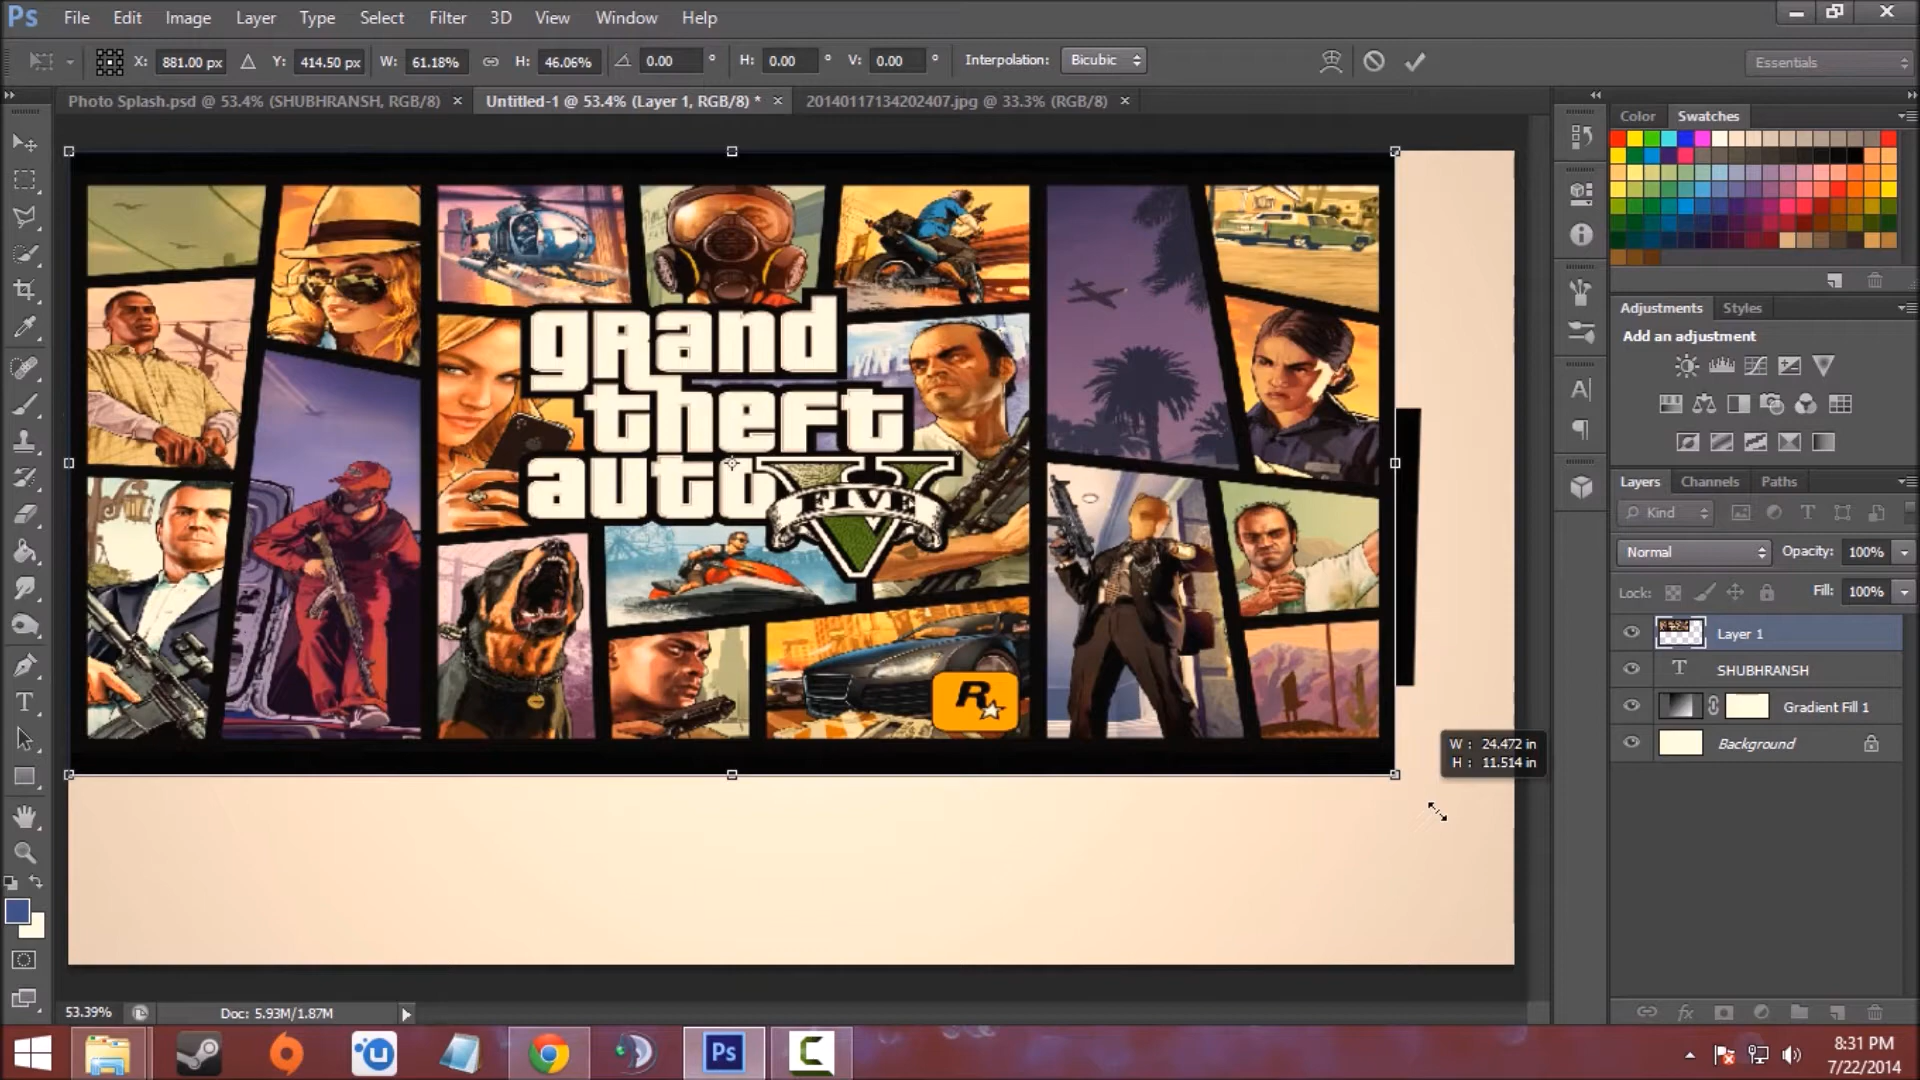 Ps File Edit Image Layer Type Select Filter 3D View Window Help
X: 881.00 px Y: 414.50 px W: 61.18% H: 46.06% 0.00 ° H: 0.00 ° V: 0.00 ° Interpolation: Bicubic Essentials
Photo Splash.psd @ 53.4% (SHUBHRANSH, RGB/8) × Untitled-1 @ 53.4% (Layer 1, RGB/8) * × 20140117134202407.jpg @ 33.3% (RGB/8) ×
Color Swatches
Adjustments Styles
Add an adjustment
grand
theft
auto
FIVE
V
R
Layers Channels Paths
Kind
Normal Opacity: 100%
Lock: Fill: 100%
Layer 1
T SHUBHRANSH
Gradient Fill 1
Background
W : 24.472 in
H : 11.514 in
53.39% Doc: 5.93M/1.87M
Ps
8:31 PM
7/22/2014